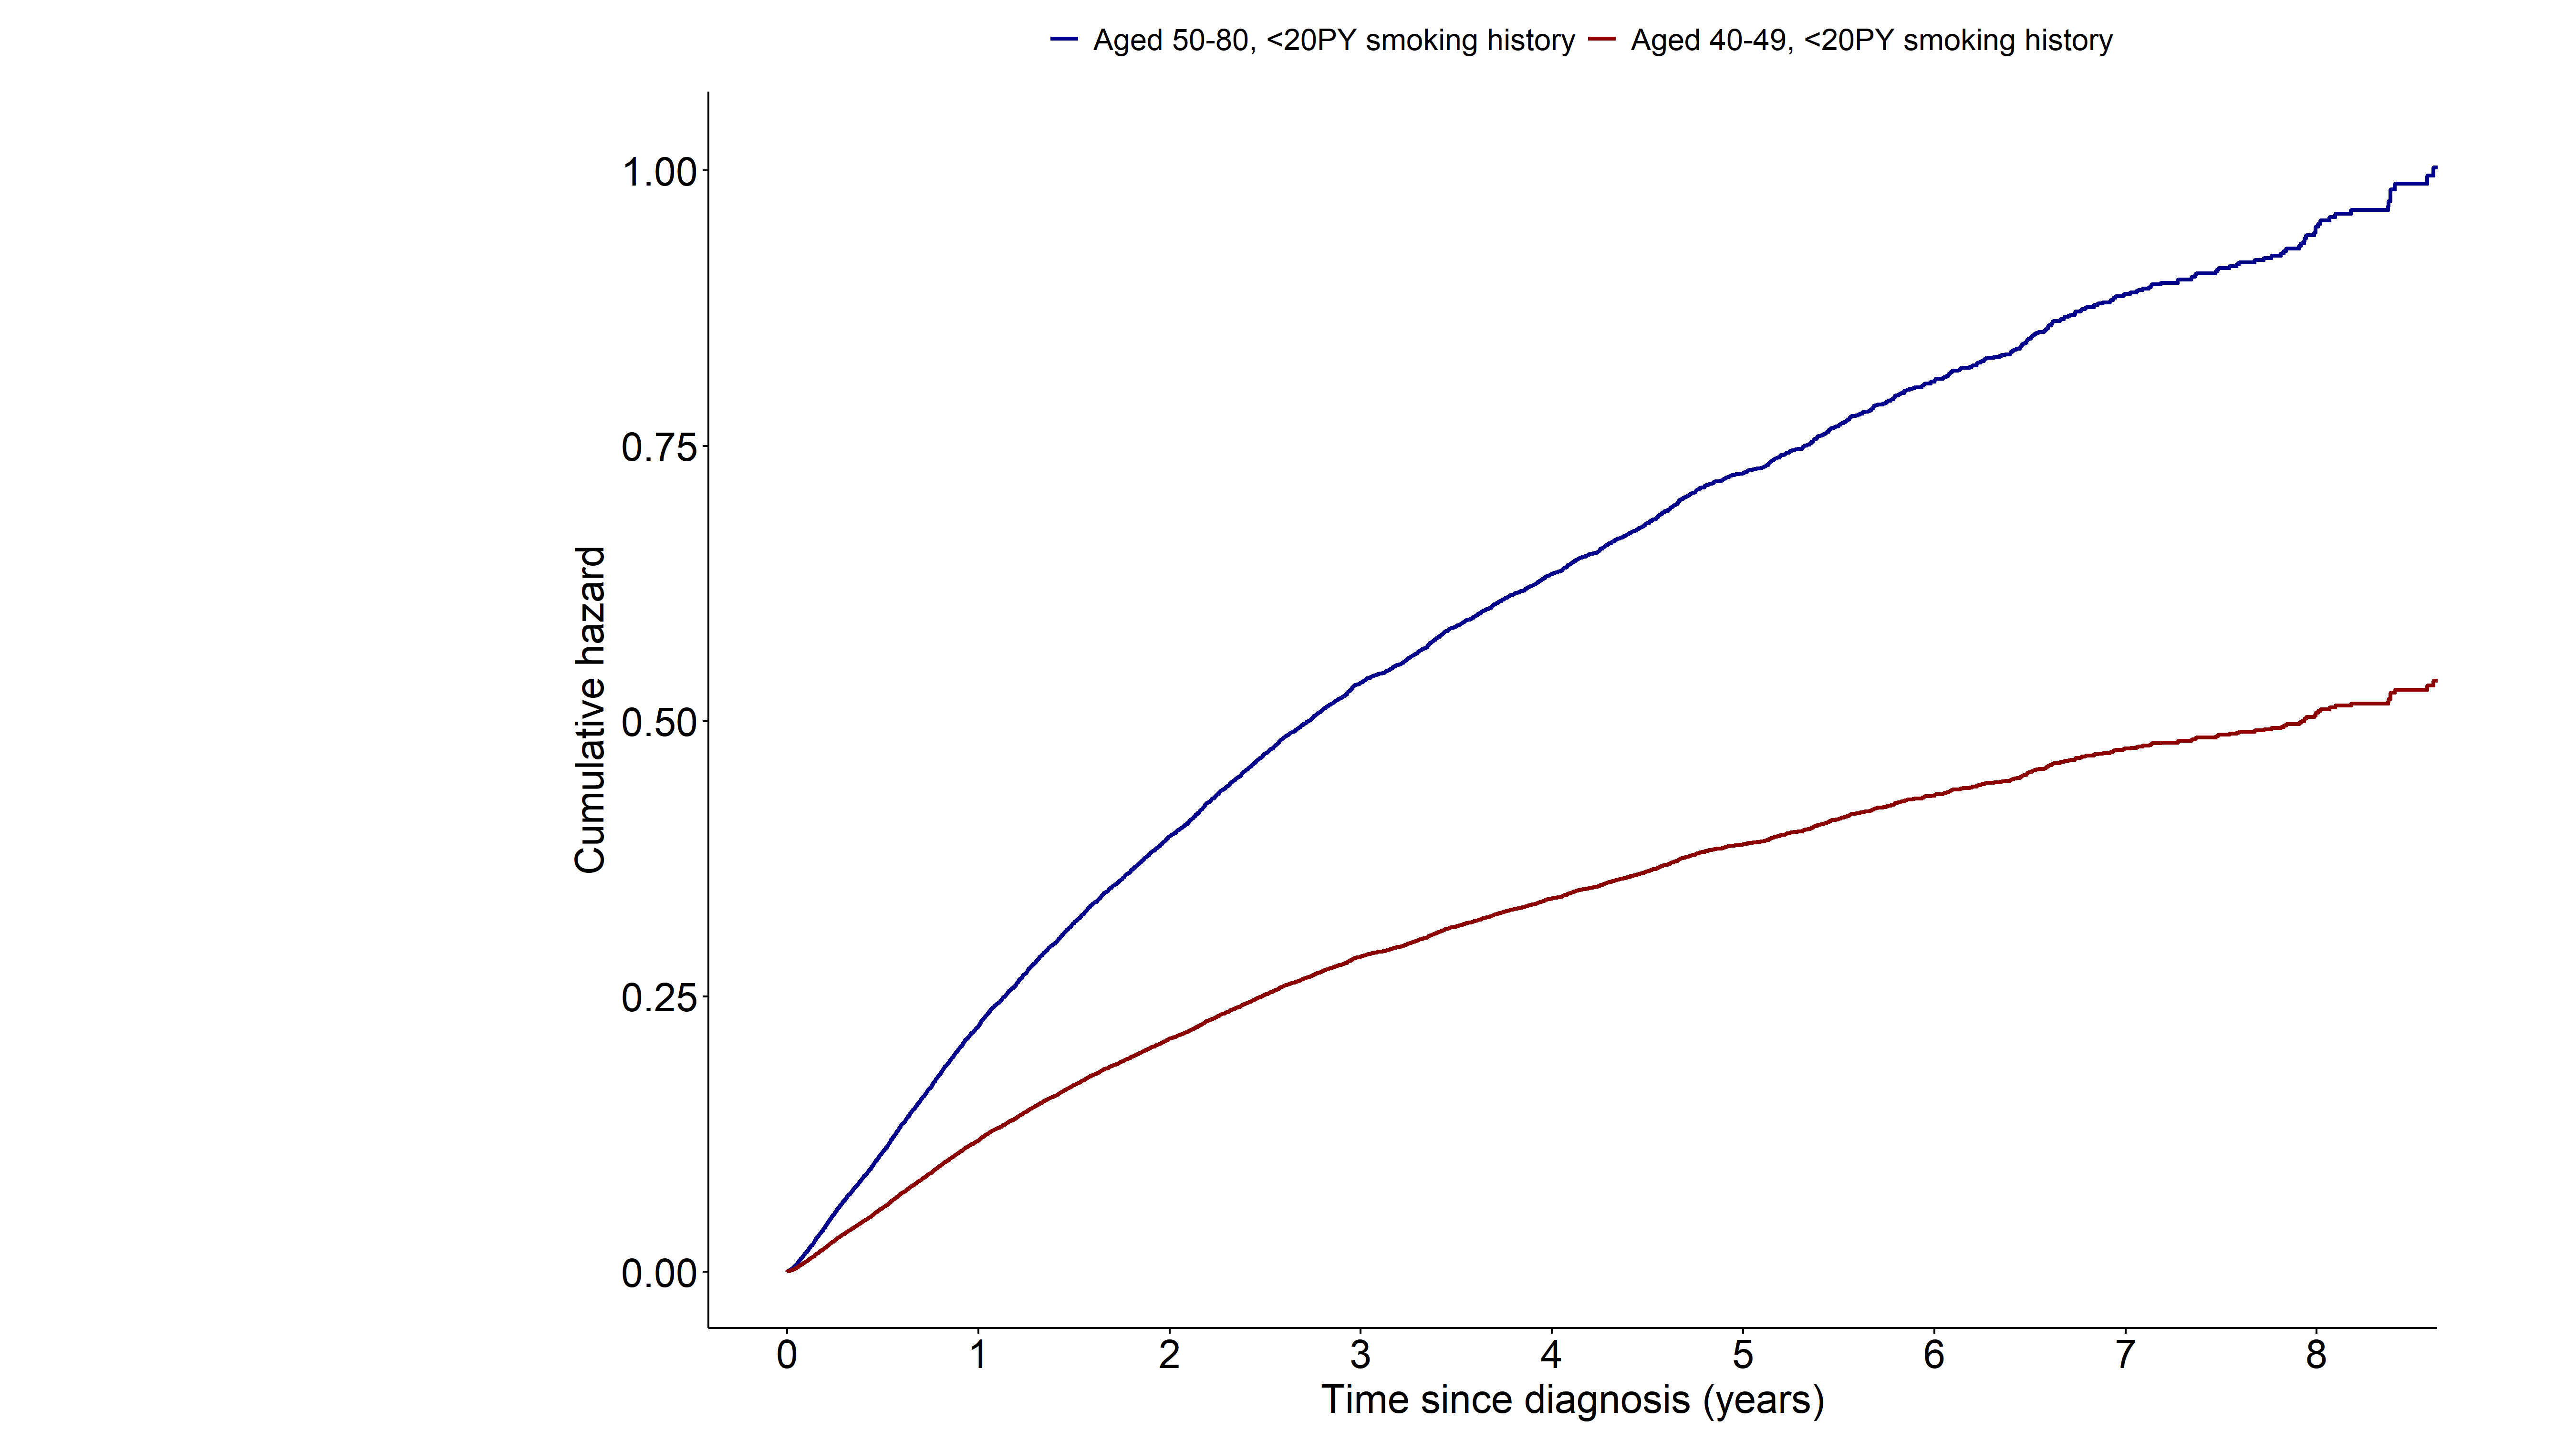 Aged 50-80, <20PY smoking history Aged 40-49, <20PY smoking history
1.00
0.75
0.50
0.25
0.00
Cumulative hazard
0 1 2 3 4 5 6 7 8
Time since diagnosis (years)